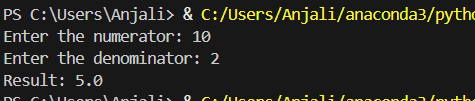 PS C:\Users\Anjali> & C:/Users/Anjali/anaconda3/pyth
Enter the numerator: 10
Enter the denominator: 2
Result: 5.0
PS C:\Users\Anjali> & C:/Users/Anjali/anaconda3/pyth